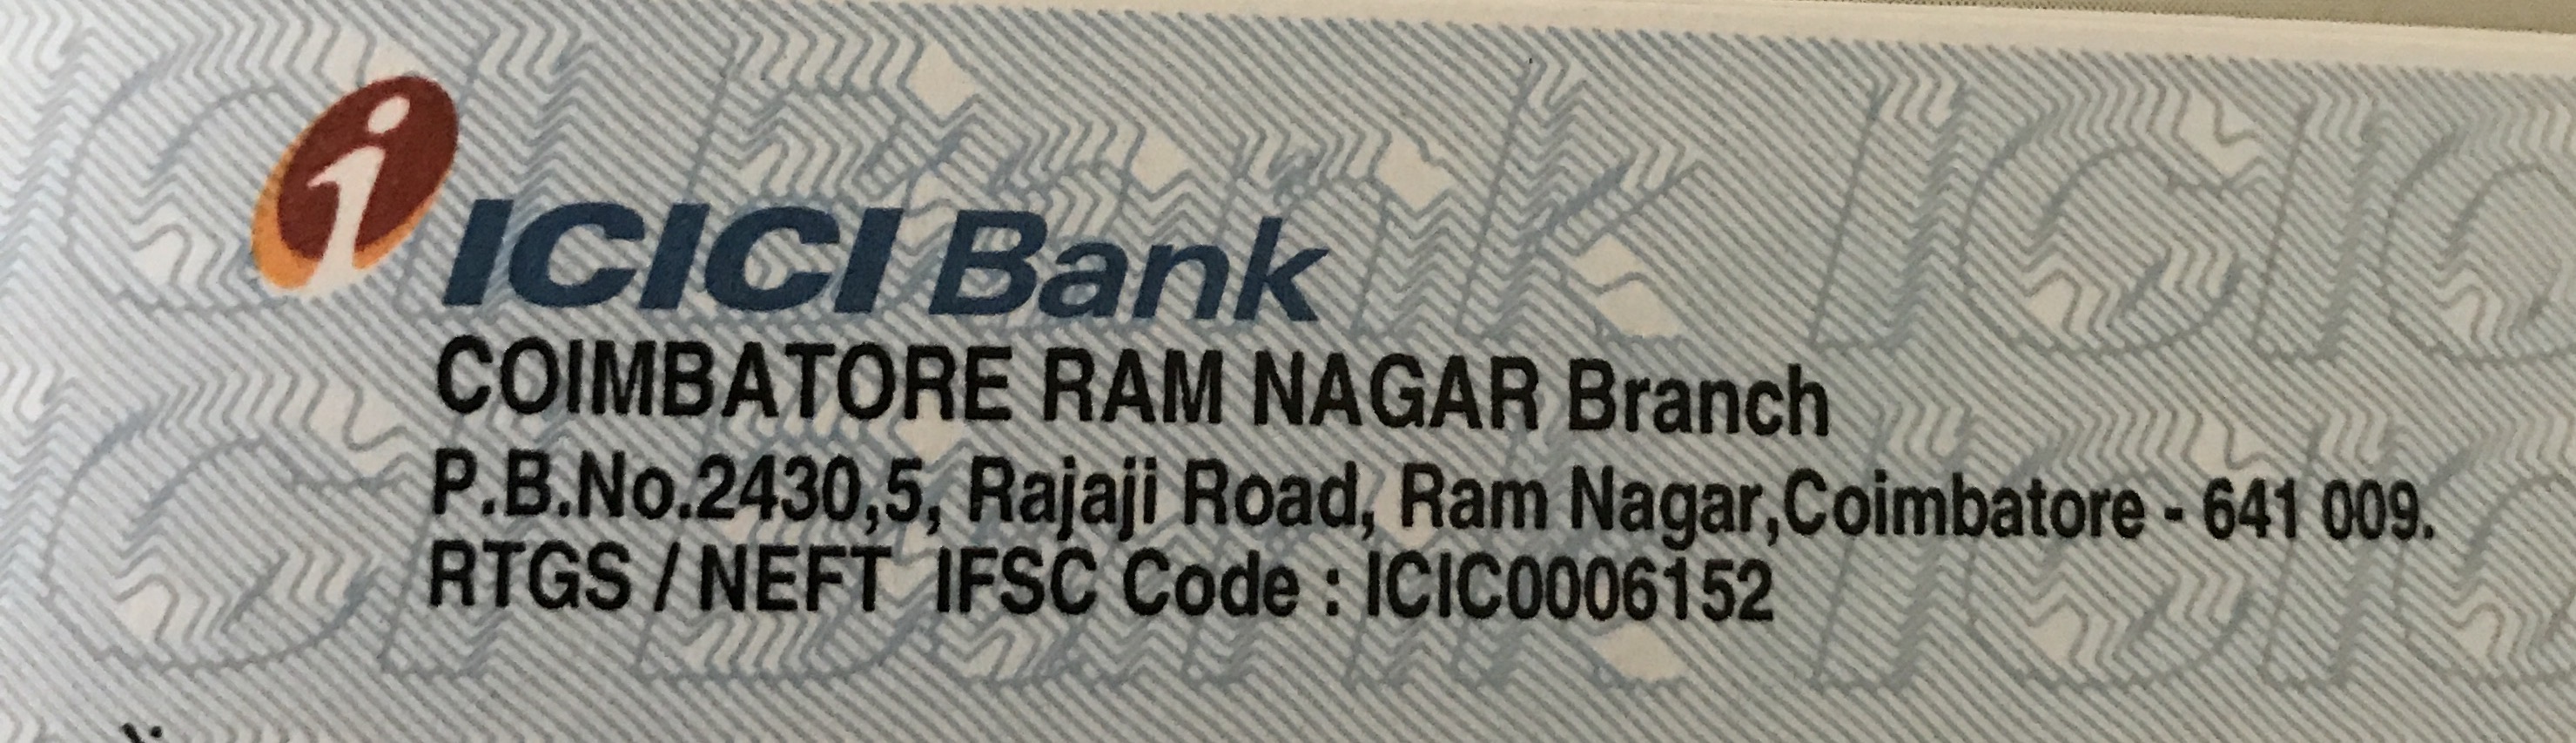 i ICICI Bank
COIMBATORE RAM NAGAR Branch
P.B.No.2430,5, Rajaji Road, Ram Nagar,Coimbatore - 641 009.
RTGS / NEFT IFSC Code : ICIC0006152